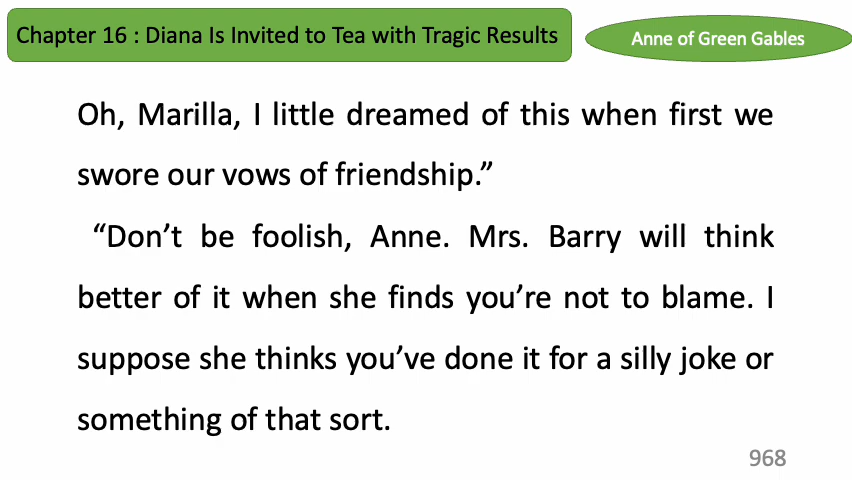 Chapter 16 : Diana Is Invited to Tea with Tragic Results
Anne of Green Gables
Oh, Marilla, I little dreamed of this when first we
swore our vows of friendship.”
“Don’t be foolish, Anne. Mrs. Barry will think
better of it when she finds you’re not to blame. I
suppose she thinks you’ve done it for a silly joke or
something of that sort.
968